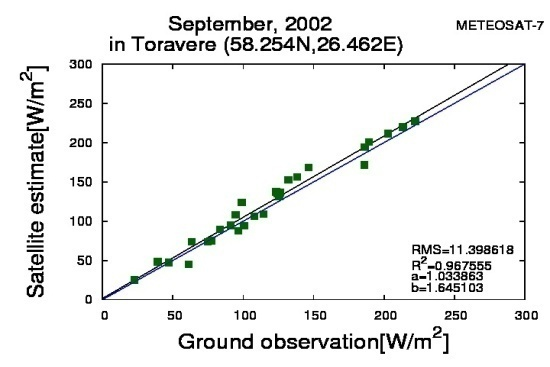 September, 2002
METEOSAT-7
in Toravere (58.254N,26.462E)
Satellite estimate[W/m²]
300
250
200
150
100
50
0
RMS=11.398618
R²=0.967555
a=1.033863
b=1.645103
0 50 100 150 200 250 300
Ground observation[W/m²]